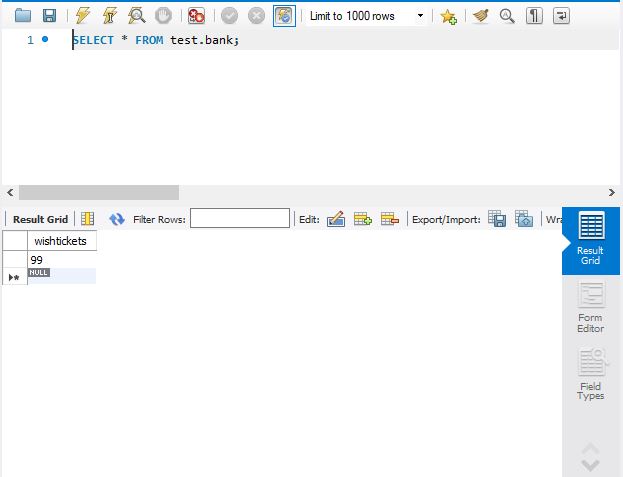 Limit to 1000 rows
1 SELECT * FROM test.bank;
Result Grid Filter Rows: Edit: Export/Import: Wra
wishtickets
99
NULL
Result
Grid
Form
Editor
Field
Types